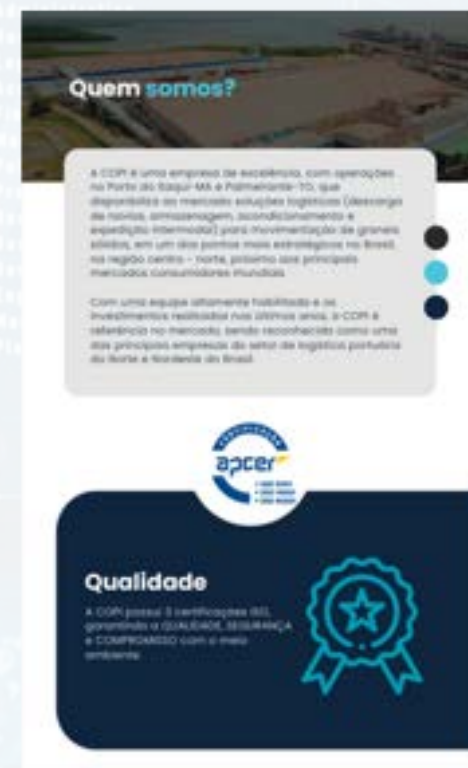 Quem somos?
A COPI é uma empresa de excelência, com operações
no Porto do Itaqui-MA e Palmeirante-TO, que
disponibiliza ao mercado soluções logísticas (descarga
de navios, armazenagem, acondicionamento e
expedição intermodal) para movimentação de graneis
sólidos, em um dos pontos mais estratégicos no Brasil,
na região centro - norte, próximo aos principais
mercados consumidores mundiais.
Com uma equipe altamente habilitada e os
investimentos realizados nos últimos anos, a COPI é
referência no mercado, sendo reconhecida como uma
das principais empresas do setor de logística portuária
do Norte e Nordeste do Brasil.
CERTIFICAÇÃO
apcer
Qualidade
A COPI possui 3 certificações ISO,
garantindo a QUALIDADE, SEGURANÇA
e COMPROMISSO com o meio
ambiente.